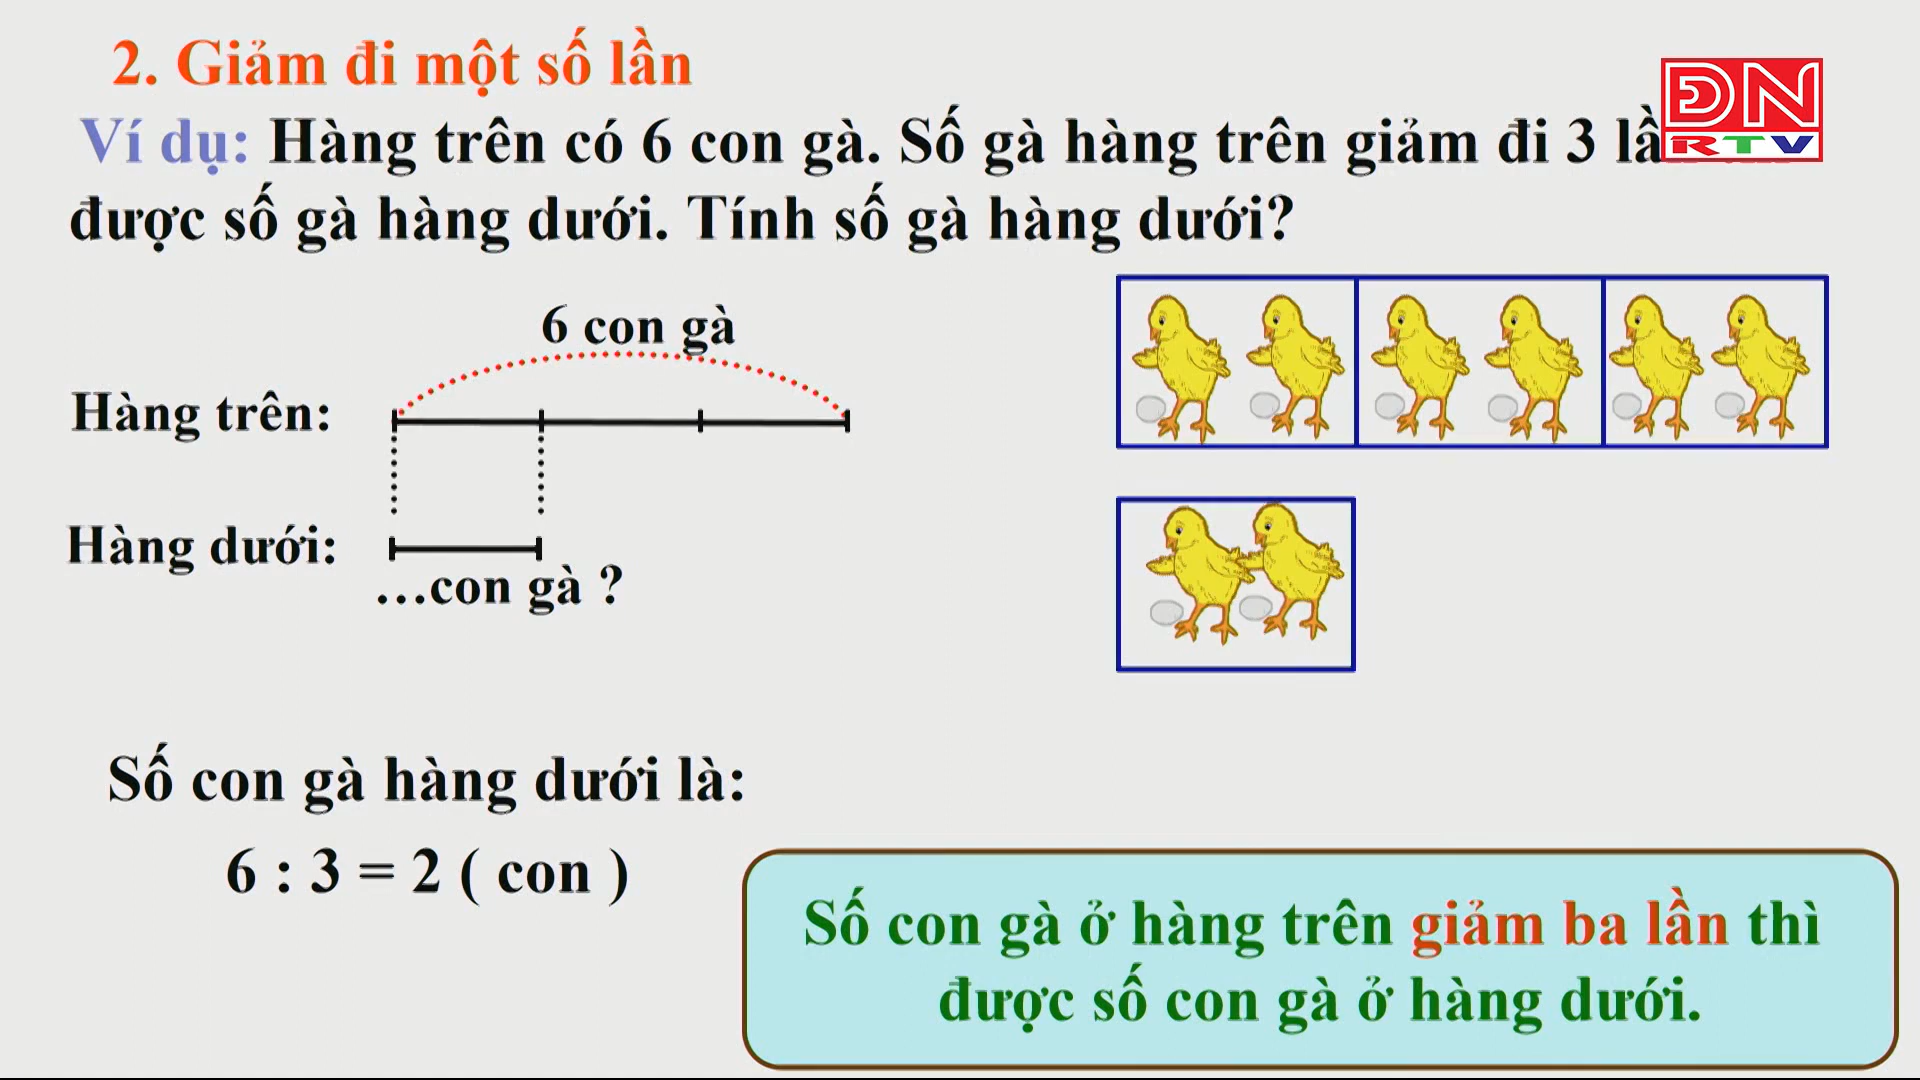 2. Giảm đi một số lần
ĐN
RTV
Ví dụ: Hàng trên có 6 con gà. Số gà hàng trên giảm đi 3
được số gà hàng dưới. Tính số gà hàng dưới?
6 con gà
Hàng trên:
Hàng dưới:
...con gà ?
Số con gà hàng dưới là:
6 : 3 = 2 ( con )
Số con gà ở hàng trên giảm ba lần thì
được số con gà ở hàng dưới.